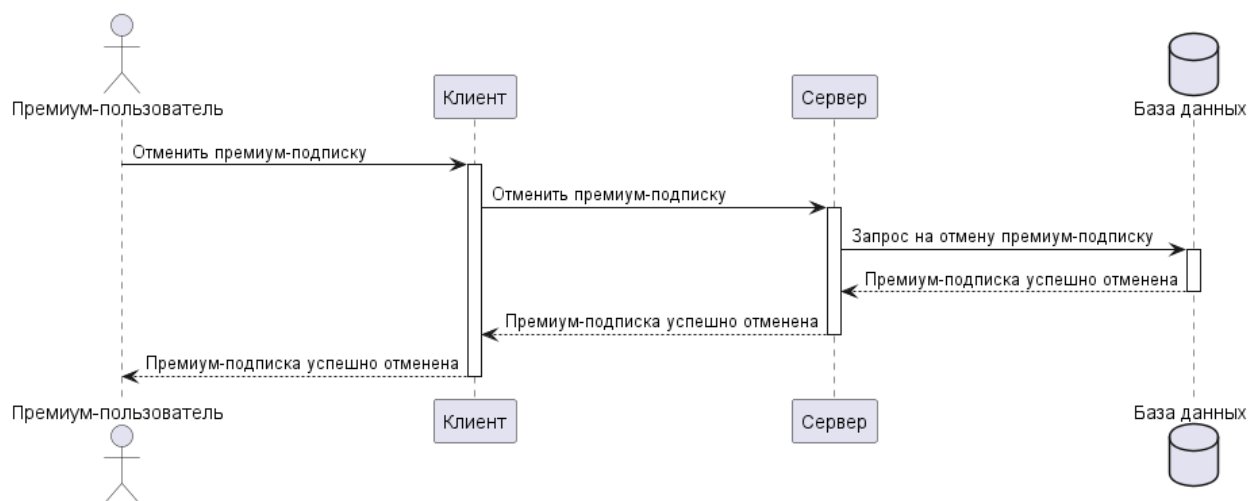 Премиум-пользователь
Клиент
Сервер
База данных
Отменить премиум-подписку
Отменить премиум-подписку
Запрос на отмену премиум-подписку
Премиум-подписка успешно отменена
Премиум-подписка успешно отменена
Премиум-подписка успешно отменена
Премиум-пользователь
Клиент
Сервер
База данных